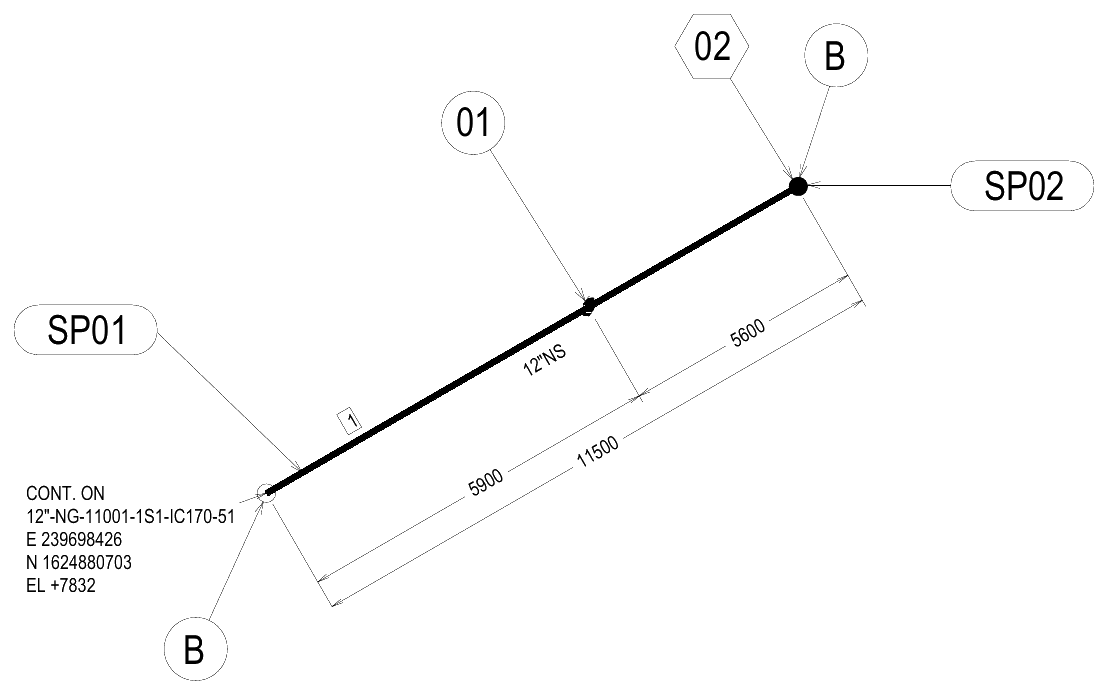 02
B
01
SP02
SP01
5600
12"NS
1
11500
5900
CONT. ON
12"-NG-11001-1S1-IC170-51
E 239698426
N 1624880703
EL +7832
B